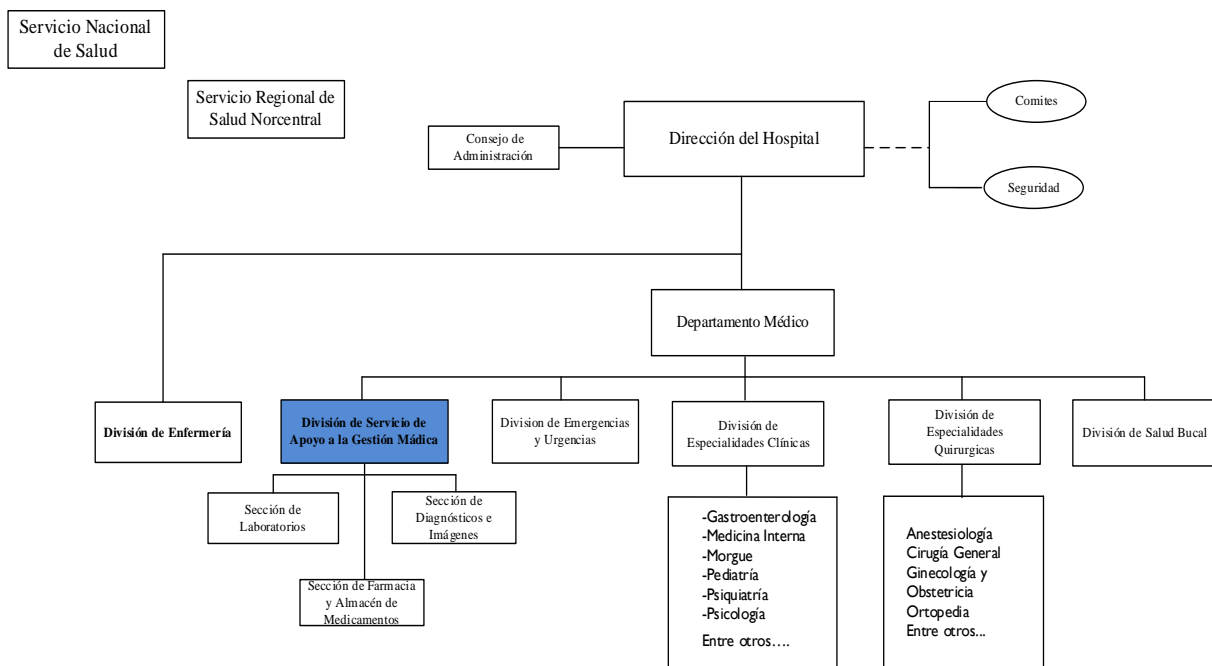 Servicio Nacional
de Salud
Servicio Regional de
Salud Norcentral
Consejo de
Administración
Dirección del Hospital
Comites
Seguridad
Departamento Médico
División de Enfermería
División de Servicio de
Apoyo a la Gestión Mádica
Division de Emergencias
y Urgencias
División de
Especialidades Clínicas
División de
Especialidades
Quirurgicas
División de Salud Bucal
Sección de
Laboratorios
Sección de
Diagnósticos e
Imágenes
Sección de Farmacia
y Almacén de
Medicamentos
-Gastroenterología
-Medicina Interna
-Morgue
-Pediatría
-Psiquiatría
-Psicología
Entre otros….
Anestesiología
Cirugía General
Ginecología y
Obstetricia
Ortopedia
Entre otros...